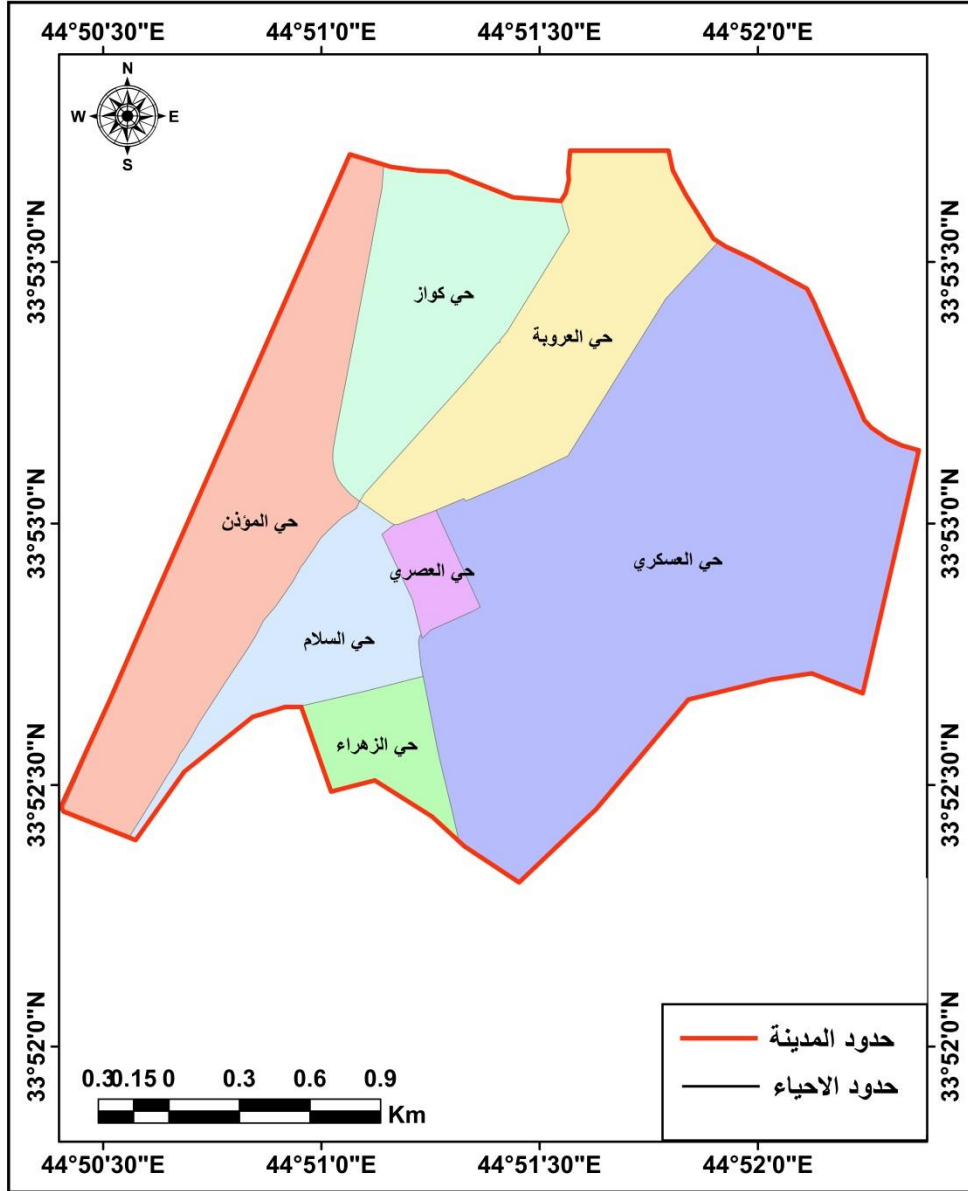 44°50'30"E 44°51'0"E 44°51'30"E 44°52'0"E
N
W E
S
33°53'30"N 33°53'30"N
حي كواز
حي العروبة
33°53'0"N 33°53'0"N
حي المؤذن
حي العسكري
حي العصري
حي السلام
حي الزهراء
33°52'30"N 33°52'30"N
33°52'0"N 33°52'0"N
حدود المدينة
حدود الاحياء
0.3 0.15 0 0.3 0.6 0.9
Km
44°50'30"E 44°51'0"E 44°51'30"E 44°52'0"E